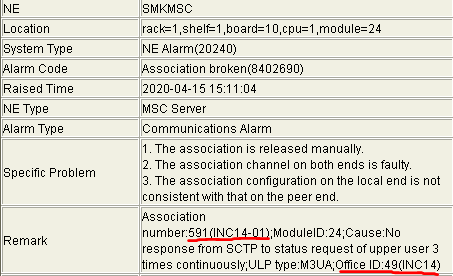 NE SMKMSC
Location rack=1,shelf=1,board=10,cpu=1,module=24
System Type NE Alarm(20240)
Alarm Code Association broken(8402690)
Raised Time 2020-04-15 15:11:04
NE Type MSC Server
Alarm Type Communications Alarm
Specific Problem
1. The association is released manually.
2. The association channel on both ends is faulty.
3. The association configuration on the local end is not
consistent with that on the peer end.
Remark
Association
number:591(INC14-01);ModuleID:24;Cause:No
response from SCTP to status request of upper user 3
times continuously;ULP type:M3UA;Office ID:49(INC14)